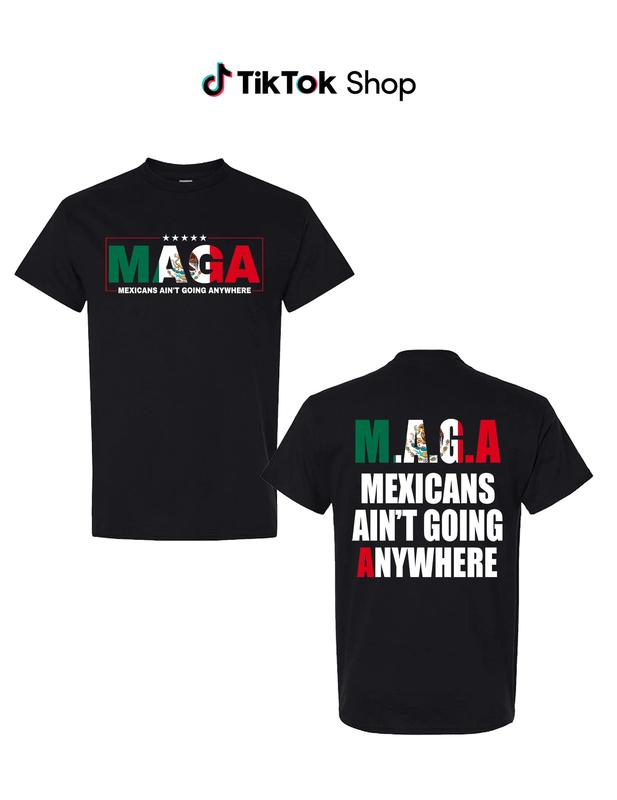 TikTok Shop
MAGA
MEXICANS AIN'T GOING ANYWHERE
M.A.G.A
MEXICANS
AIN'T GOING
ANYWHERE